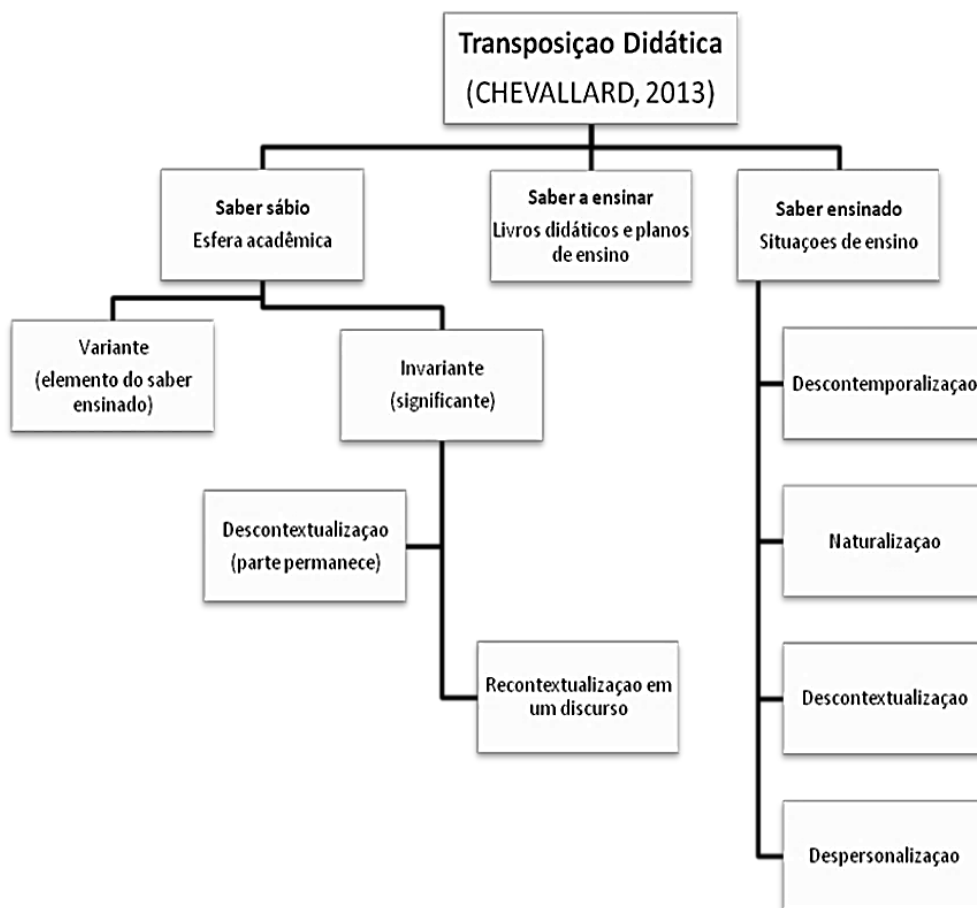 Transposiçao Didática
(CHEVALLARD, 2013)
Saber sábio
Esfera acadêmica
Saber a ensinar
Livros didáticos e planos
de ensino
Saber ensinado
Situaçoes de ensino
Variante
(elemento do saber
ensinado)
Invariante
(significante)
Descontextualizaçao
(parte permanece)
Recontextualizaçao em
um discurso
Descontemporalizaçao
Naturalizaçao
Descontextualizaçao
Despersonalizaçao